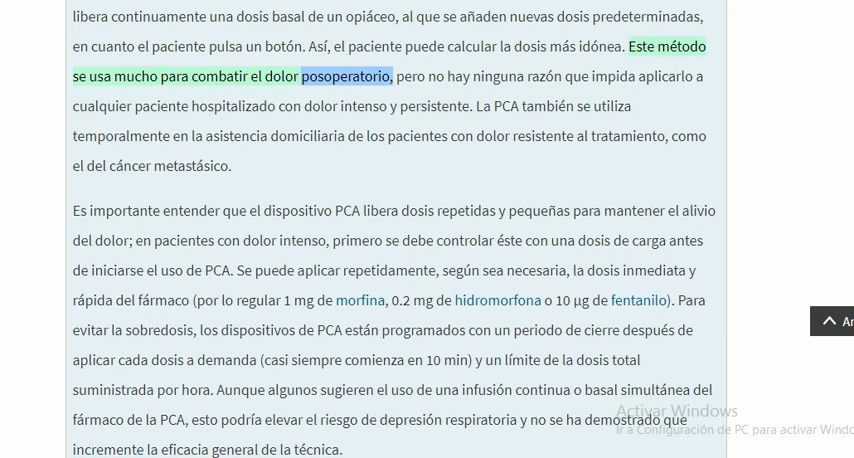 libera continuamente una dosis basal de un opiáceo, al que se añaden nuevas dosis predeterminadas,
en cuanto el paciente pulsa un botón. Así, el paciente puede calcular la dosis más idónea. Este método
se usa mucho para combatir el dolor posoperatorio, pero no hay ninguna razón que impida aplicarlo a
cualquier paciente hospitalizado con dolor intenso y persistente. La PCA también se utiliza
temporalmente en la asistencia domiciliaria de los pacientes con dolor resistente al tratamiento, como
el del cáncer metastásico.
Es importante entender que el dispositivo PCA libera dosis repetidas y pequeñas para mantener el alivio
del dolor; en pacientes con dolor intenso, primero se debe controlar éste con una dosis de carga antes
de iniciarse el uso de PCA. Se puede aplicar repetidamente, según sea necesaria, la dosis inmediata y
rápida del fármaco (por lo regular 1 mg de morfina, 0.2 mg de hidromorfona o 10 µg de fentanilo). Para
evitar la sobredosis, los dispositivos de PCA están programados con un periodo de cierre después de
aplicar cada dosis a demanda (casi siempre comienza en 10 min) y un límite de la dosis total
suministrada por hora. Aunque algunos sugieren el uso de una infusión continua o basal simultánea del
fármaco de la PCA, esto podría elevar el riesgo de depresión respiratoria y no se ha demostrado que
incremente la eficacia general de la técnica.
Activar Windows
Ir a Configuración de PC para activar Windo